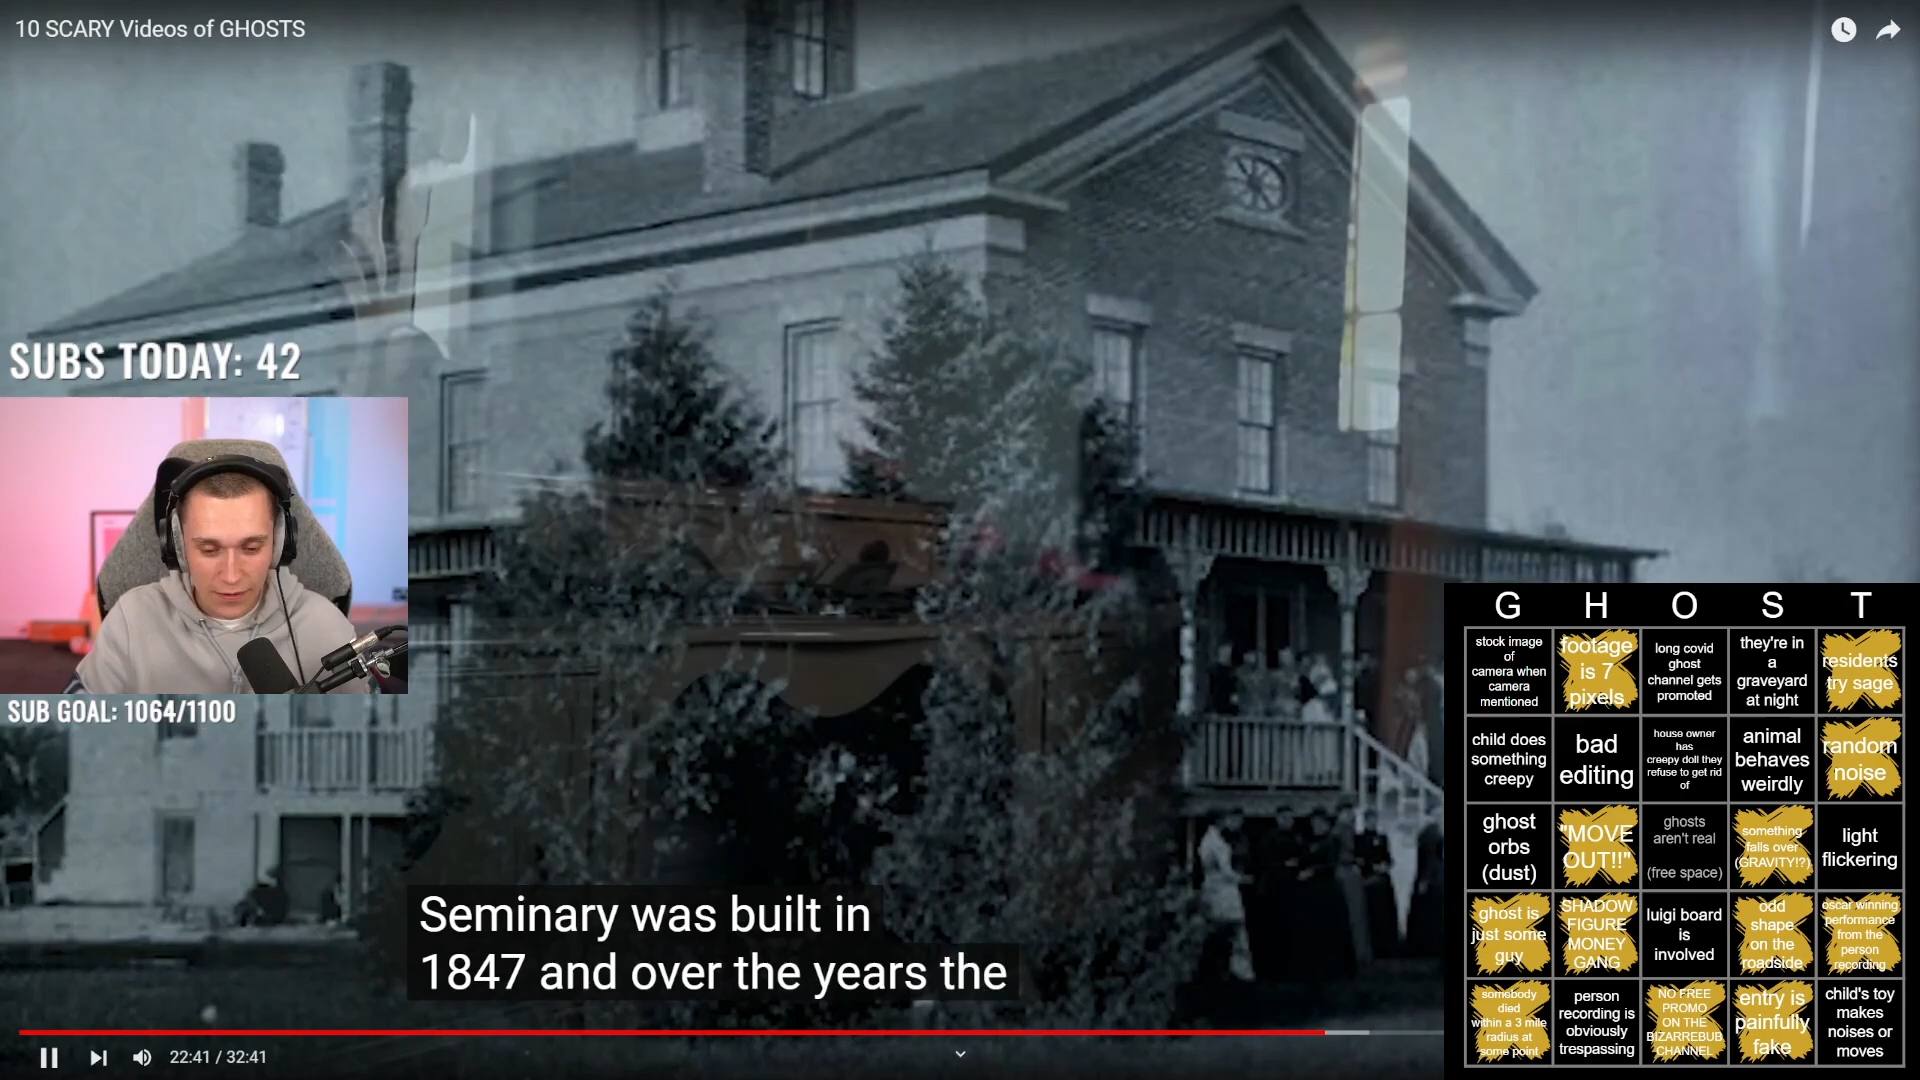 10 SCARY Videos of GHOSTS
SUBS TODAY: 42
SUB GOAL: 1064/1100
Seminary was built in
1847 and over the years the
22:41 / 32:41
G H O S T
stock image
of
camera when
camera
mentioned
footage
is 7
pixels
long covid
ghost
channel gets
promoted
they're in
a
graveyard
at night
residents
try sage
child does
something
creepy
bad
editing
house owner
has
creepy doll they
refuse to get rid
of
animal
behaves
weirdly
random
noise
ghost
orbs
(dust)
"MOVE
OUT!!"
ghosts
aren't real
(free space)
something
falls over
(GRAVITY!?)
light
flickering
ghost is
just some
guy
SHADOW
FIGURE
MONEY
GANG
luigi board
is
involved
odd
shape
on the
roadside
oscar winning
performance
from the
person
recording
somebody
died
within a 3 mile
radius at
some point
person
recording is
obviously
trespassing
NO FREE
PROMO
ON THE
BIZARREBUB
CHANNEL
entry is
painfully
fake
child's toy
makes
noises or
moves